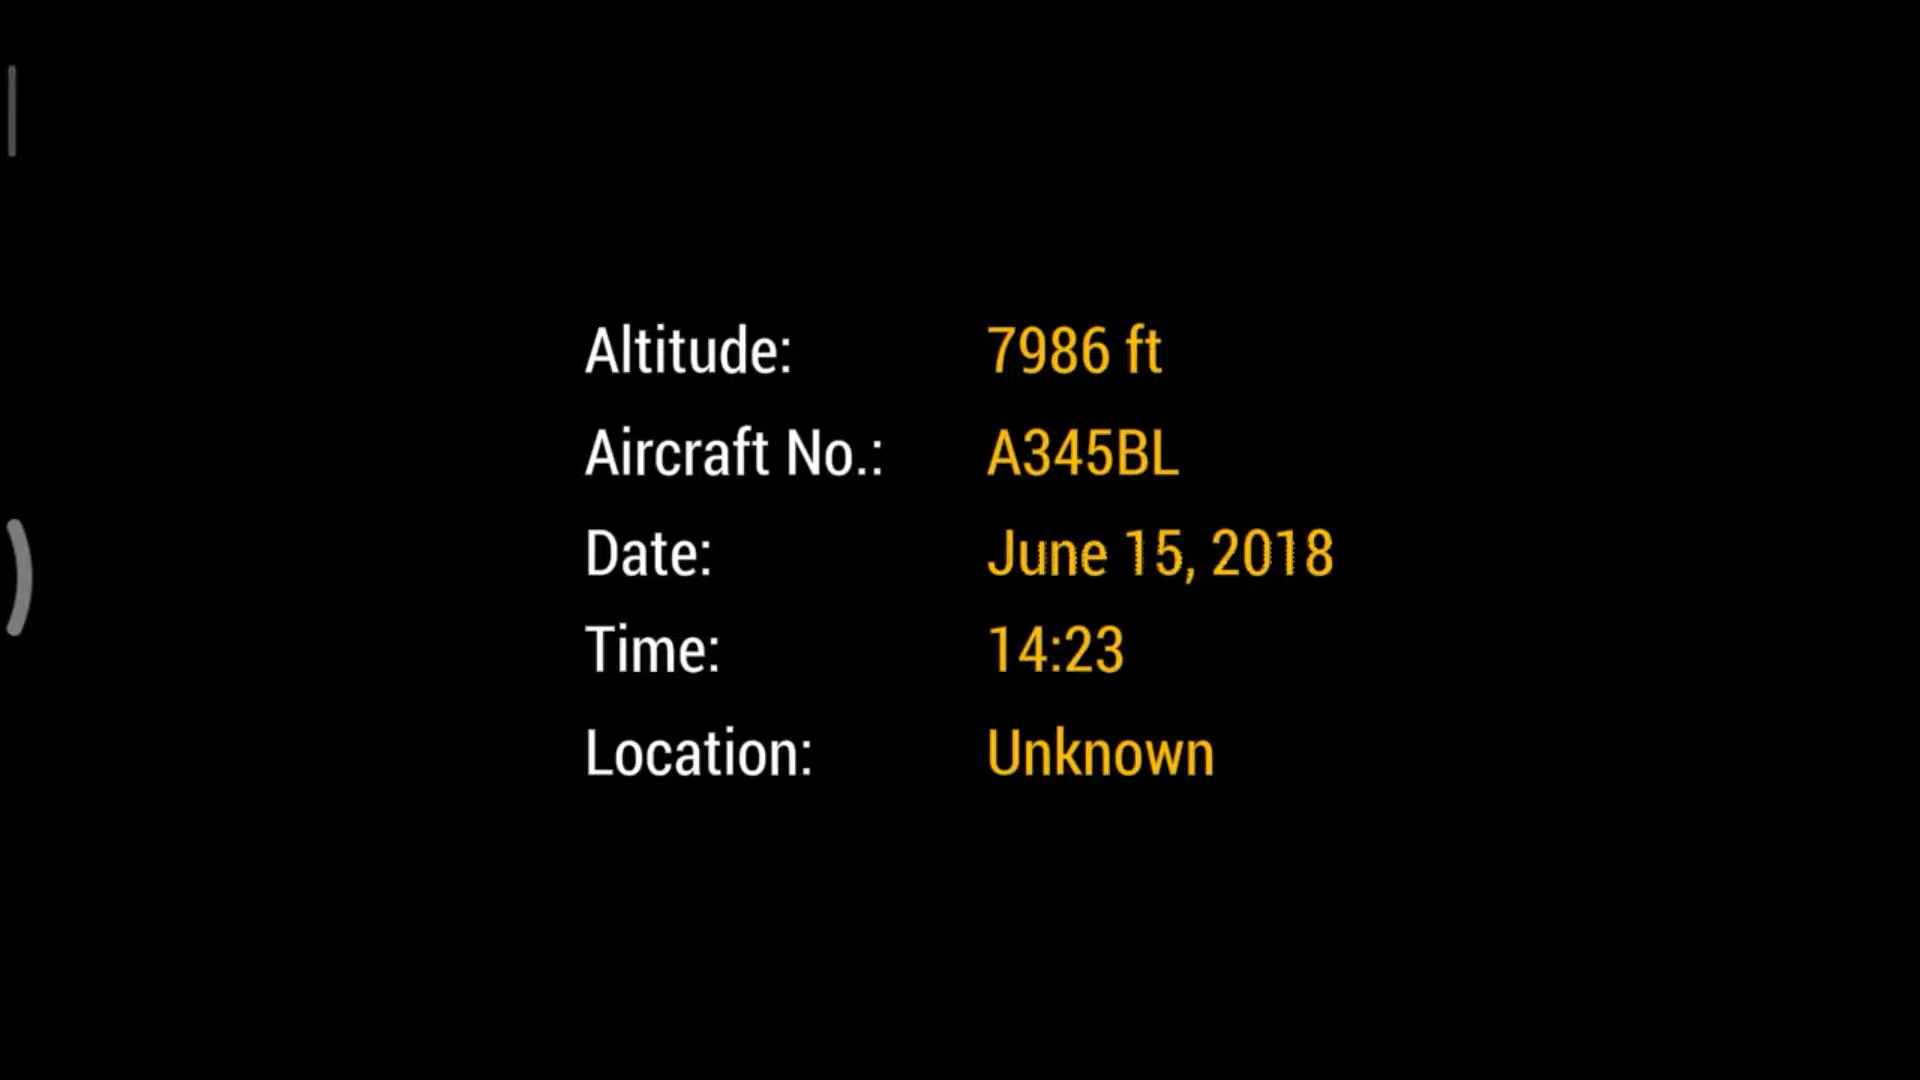 Altitude: 7986 ft
Aircraft No.: A345BL
Date: June 15, 2018
Time: 14:23
Location: Unknown